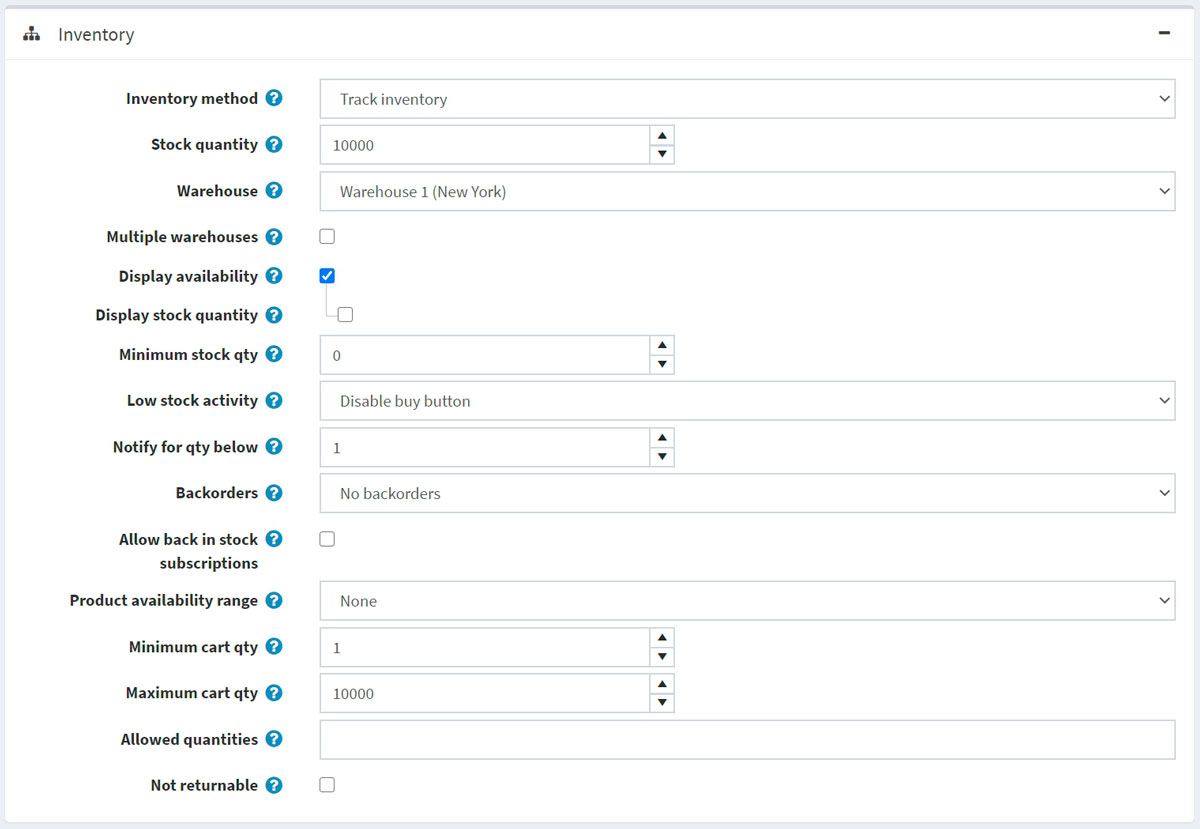 Inventory
Inventory method ? Track inventory
Stock quantity ? 10000
Warehouse ? Warehouse 1 (New York)
Multiple warehouses ?
Display availability ?
Display stock quantity ?
Minimum stock qty ? 0
Low stock activity ? Disable buy button
Notify for qty below ? 1
Backorders ? No backorders
Allow back in stock ?
subscriptions
Product availability range ? None
Minimum cart qty ? 1
Maximum cart qty ? 10000
Allowed quantities ?
Not returnable ?